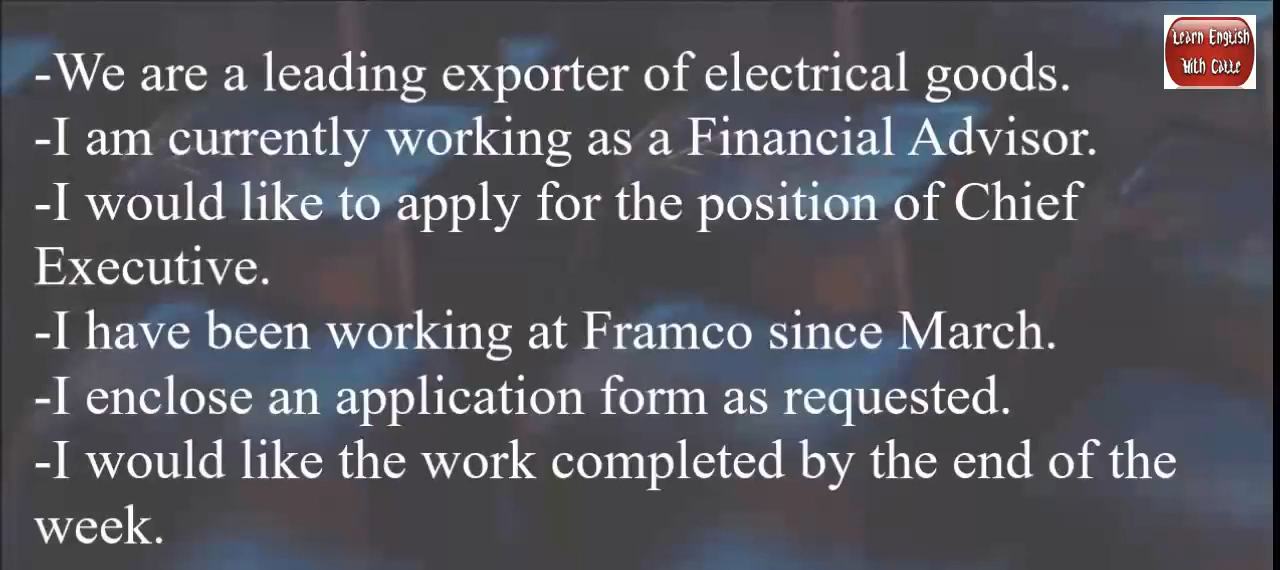 Learn English
With Catte
-We are a leading exporter of electrical goods.
-I am currently working as a Financial Advisor.
-I would like to apply for the position of Chief
Executive.
-I have been working at Framco since March.
-I enclose an application form as requested.
-I would like the work completed by the end of the
week.